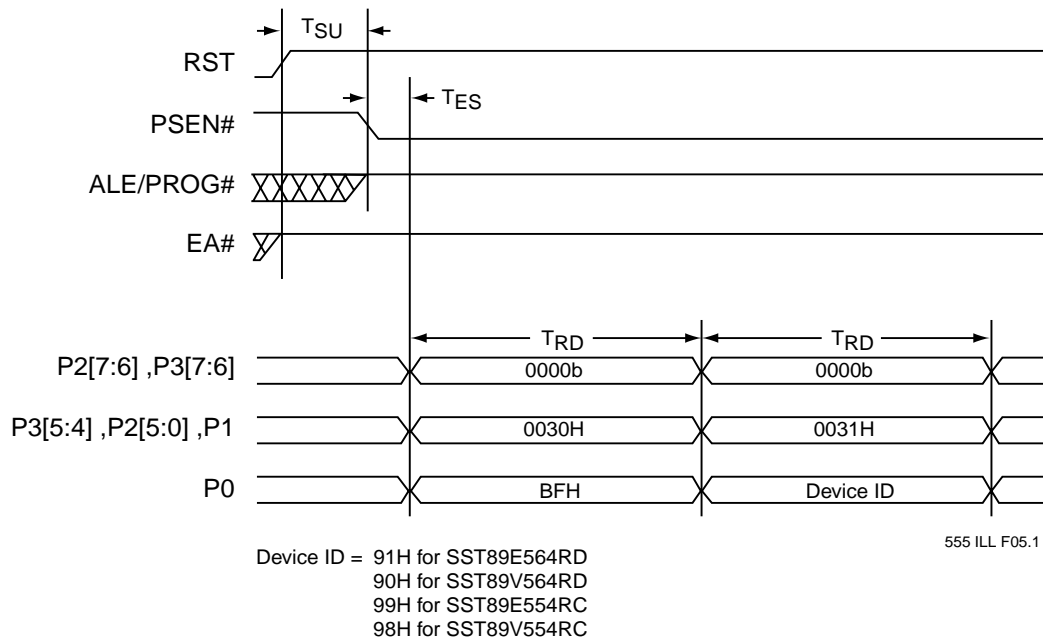 TSU
RST
TES
PSEN#
ALE/PROG#
EA#
TRD TRD
P2[7:6] ,P3[7:6] 0000b 0000b
P3[5:4] ,P2[5:0] ,P1 0030H 0031H
P0 BFH Device ID
555 ILL F05.1
Device ID = 91H for SST89E564RD
90H for SST89V564RD
99H for SST89E554RC
98H for SST89V554RC